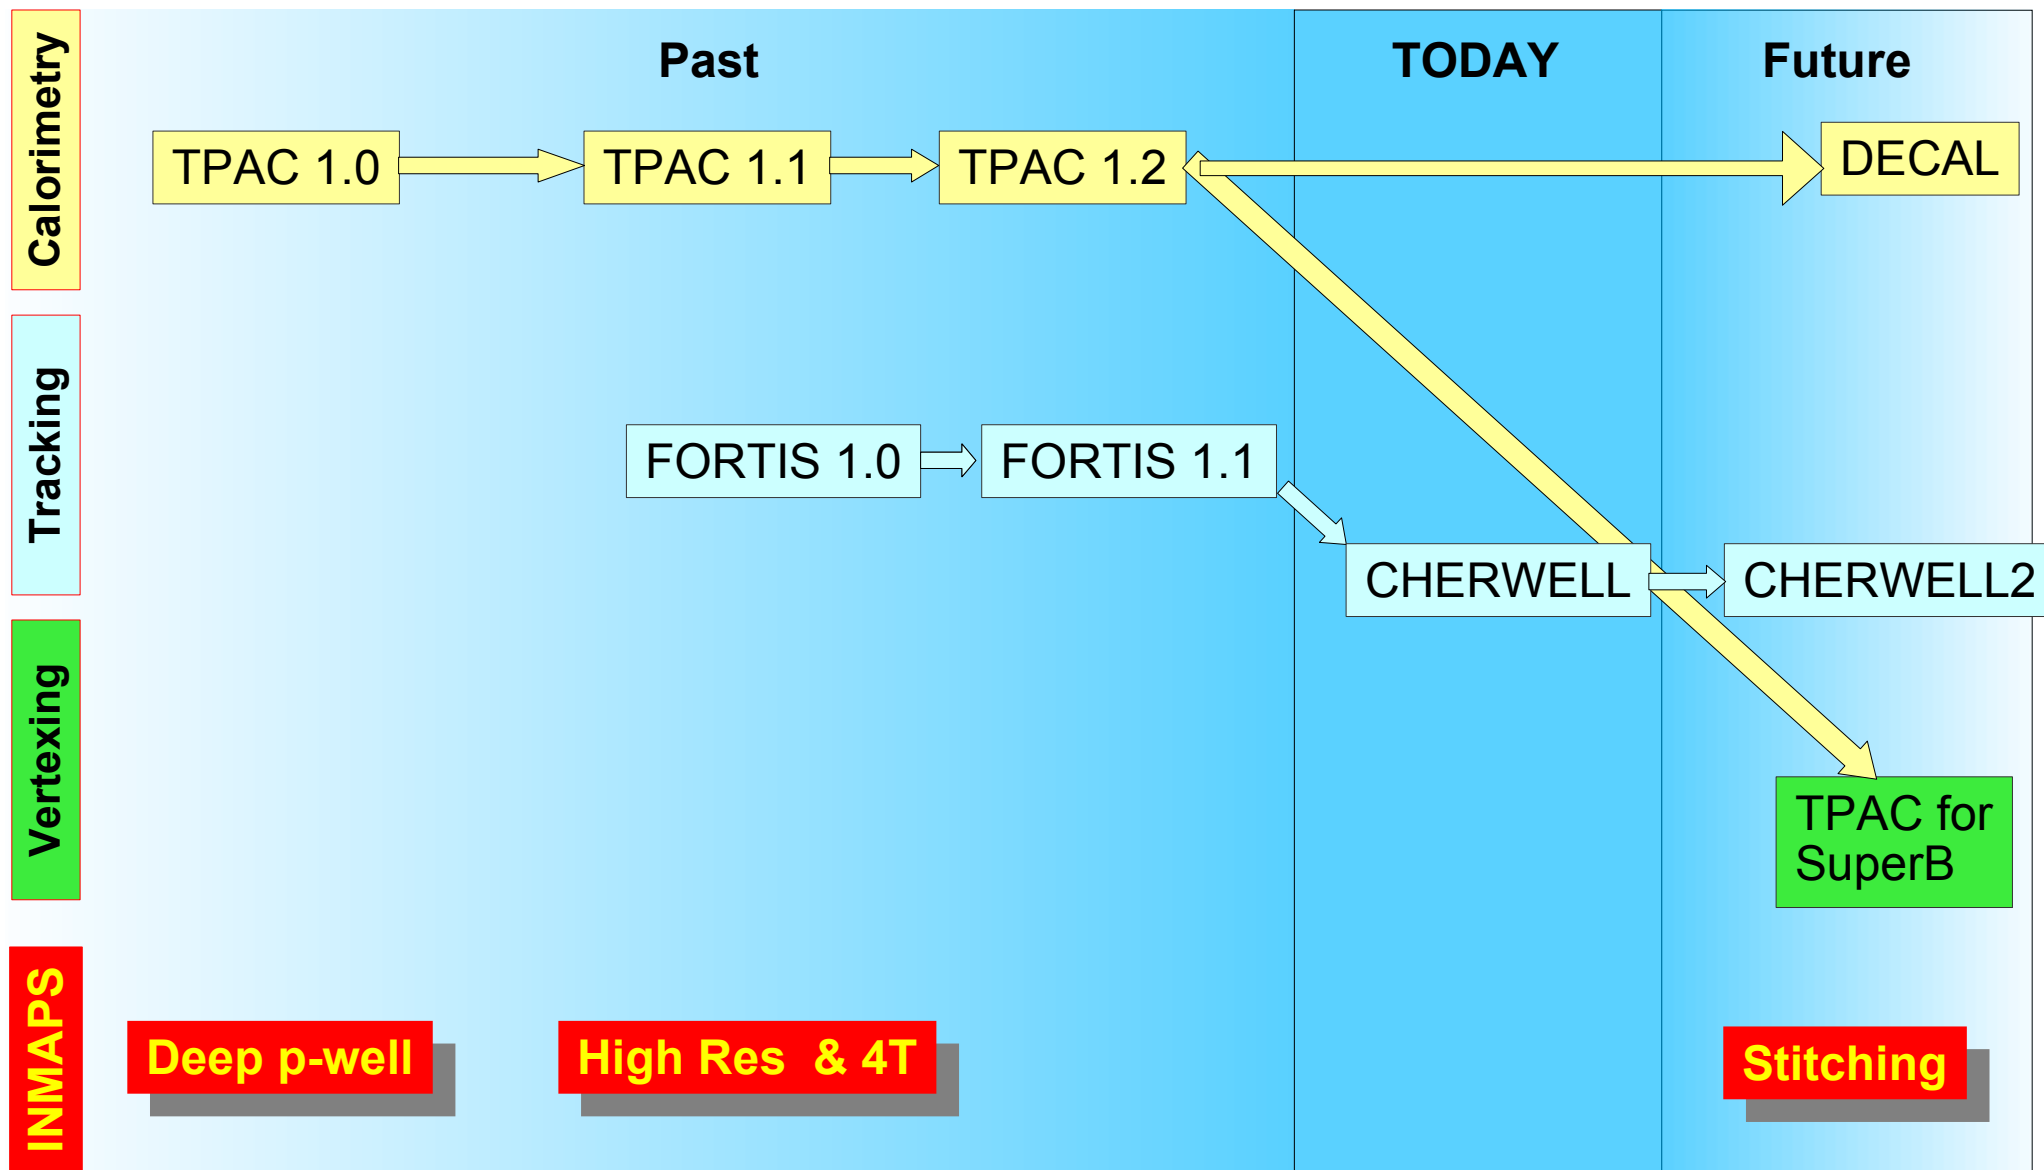 Past
TODAY
Future
Calorimetry
TPAC 1.0
TPAC 1.1
TPAC 1.2
DECAL
Tracking
FORTIS 1.0
FORTIS 1.1
CHERWELL
CHERWELL2
Vertexing
TPAC for
SuperB
INMAPS
Deep p-well
High Res & 4T
Stitching